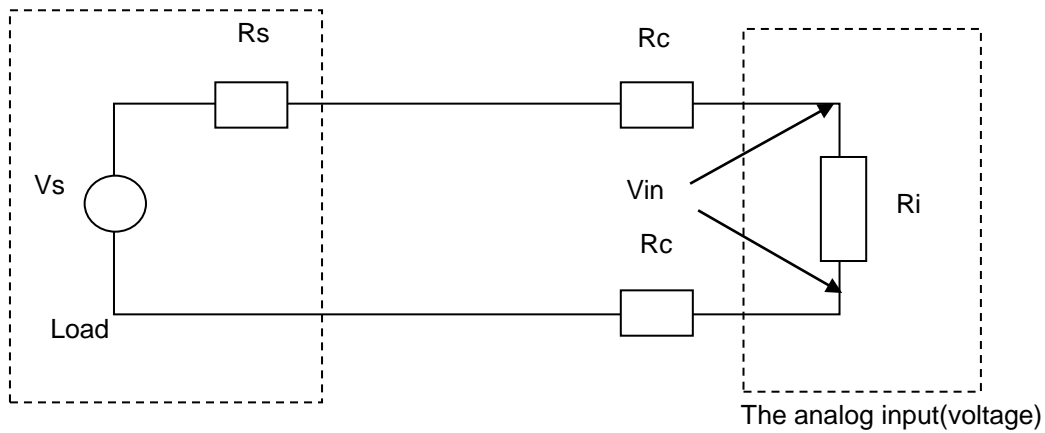 Rs
Rc
Vs
Vin
Ri
Rc
Load
The analog input(voltage)